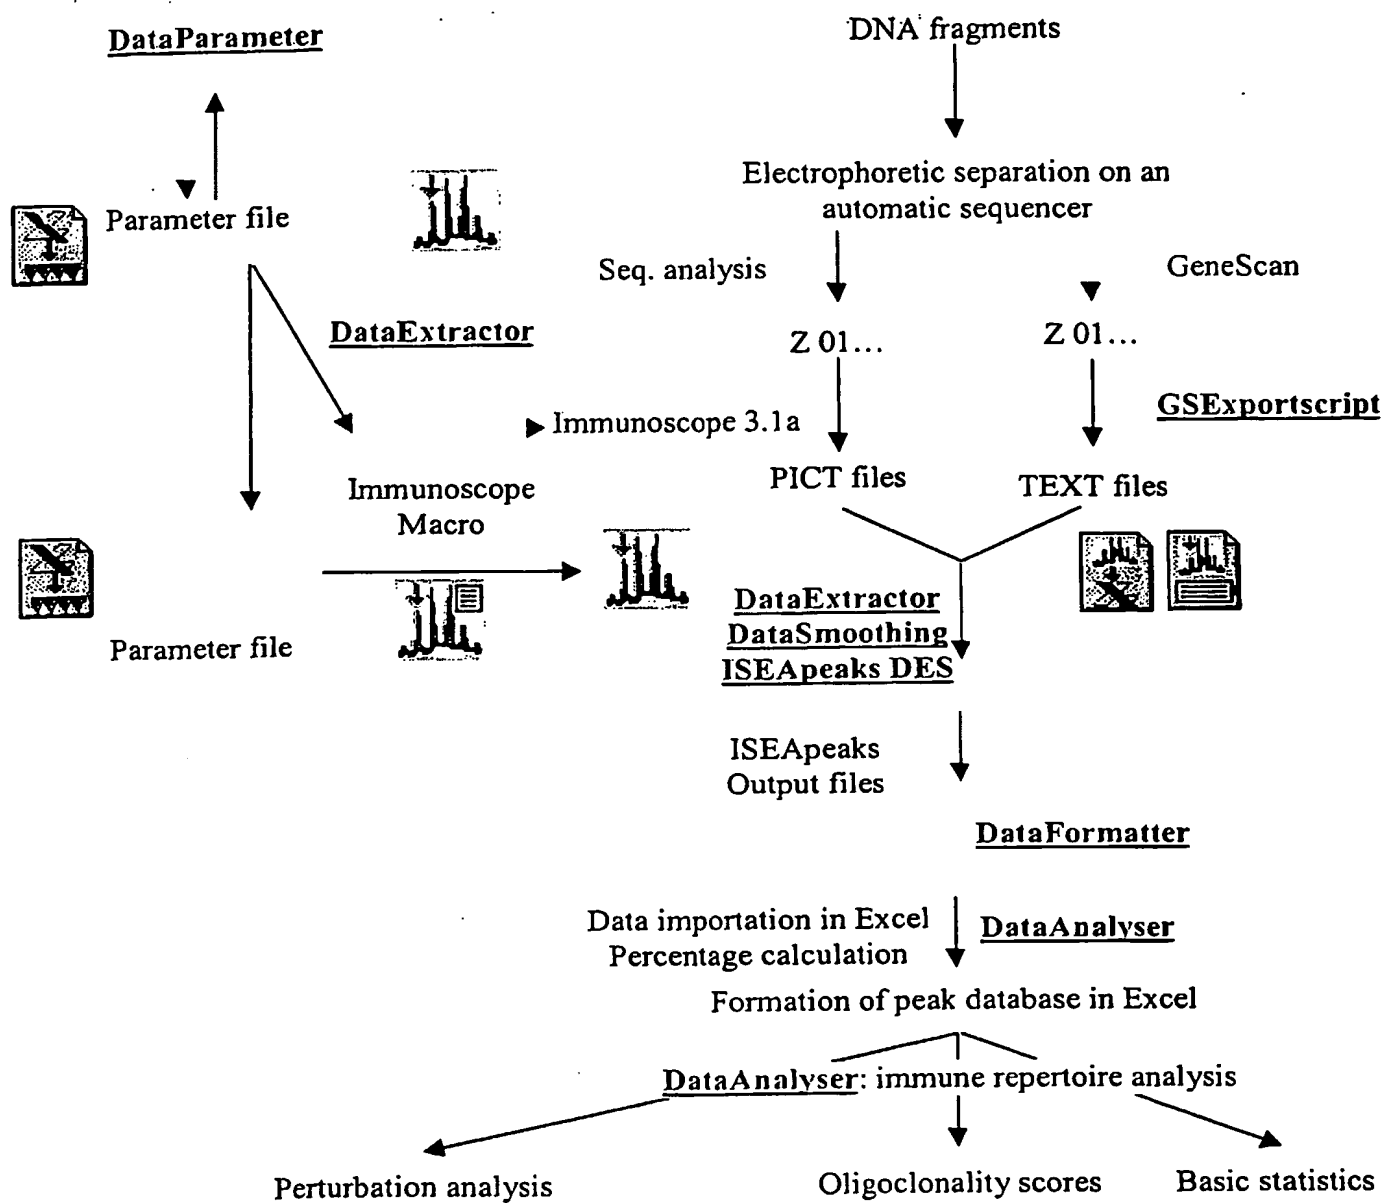 DataParameter
DNA fragments
Electrophoretic separation on an
automatic sequencer
Parameter file
Seq. analysis
GeneScan
DataExtractor
Z 01...
Z 01...
GSExportscript
Immunoscope 3.1a
PICT files
TEXT files
Immunoscope
Macro
DataExtractor
DataSmoothing
ISEApeaks DES
Parameter file
ISEApeaks
Output files
DataFormatter
Data importation in Excel
Percentage calculation
DataAnalyser
Formation of peak database in Excel
DataAnalyser: immune repertoire analysis
Perturbation analysis
Oligoclonality scores
Basic statistics